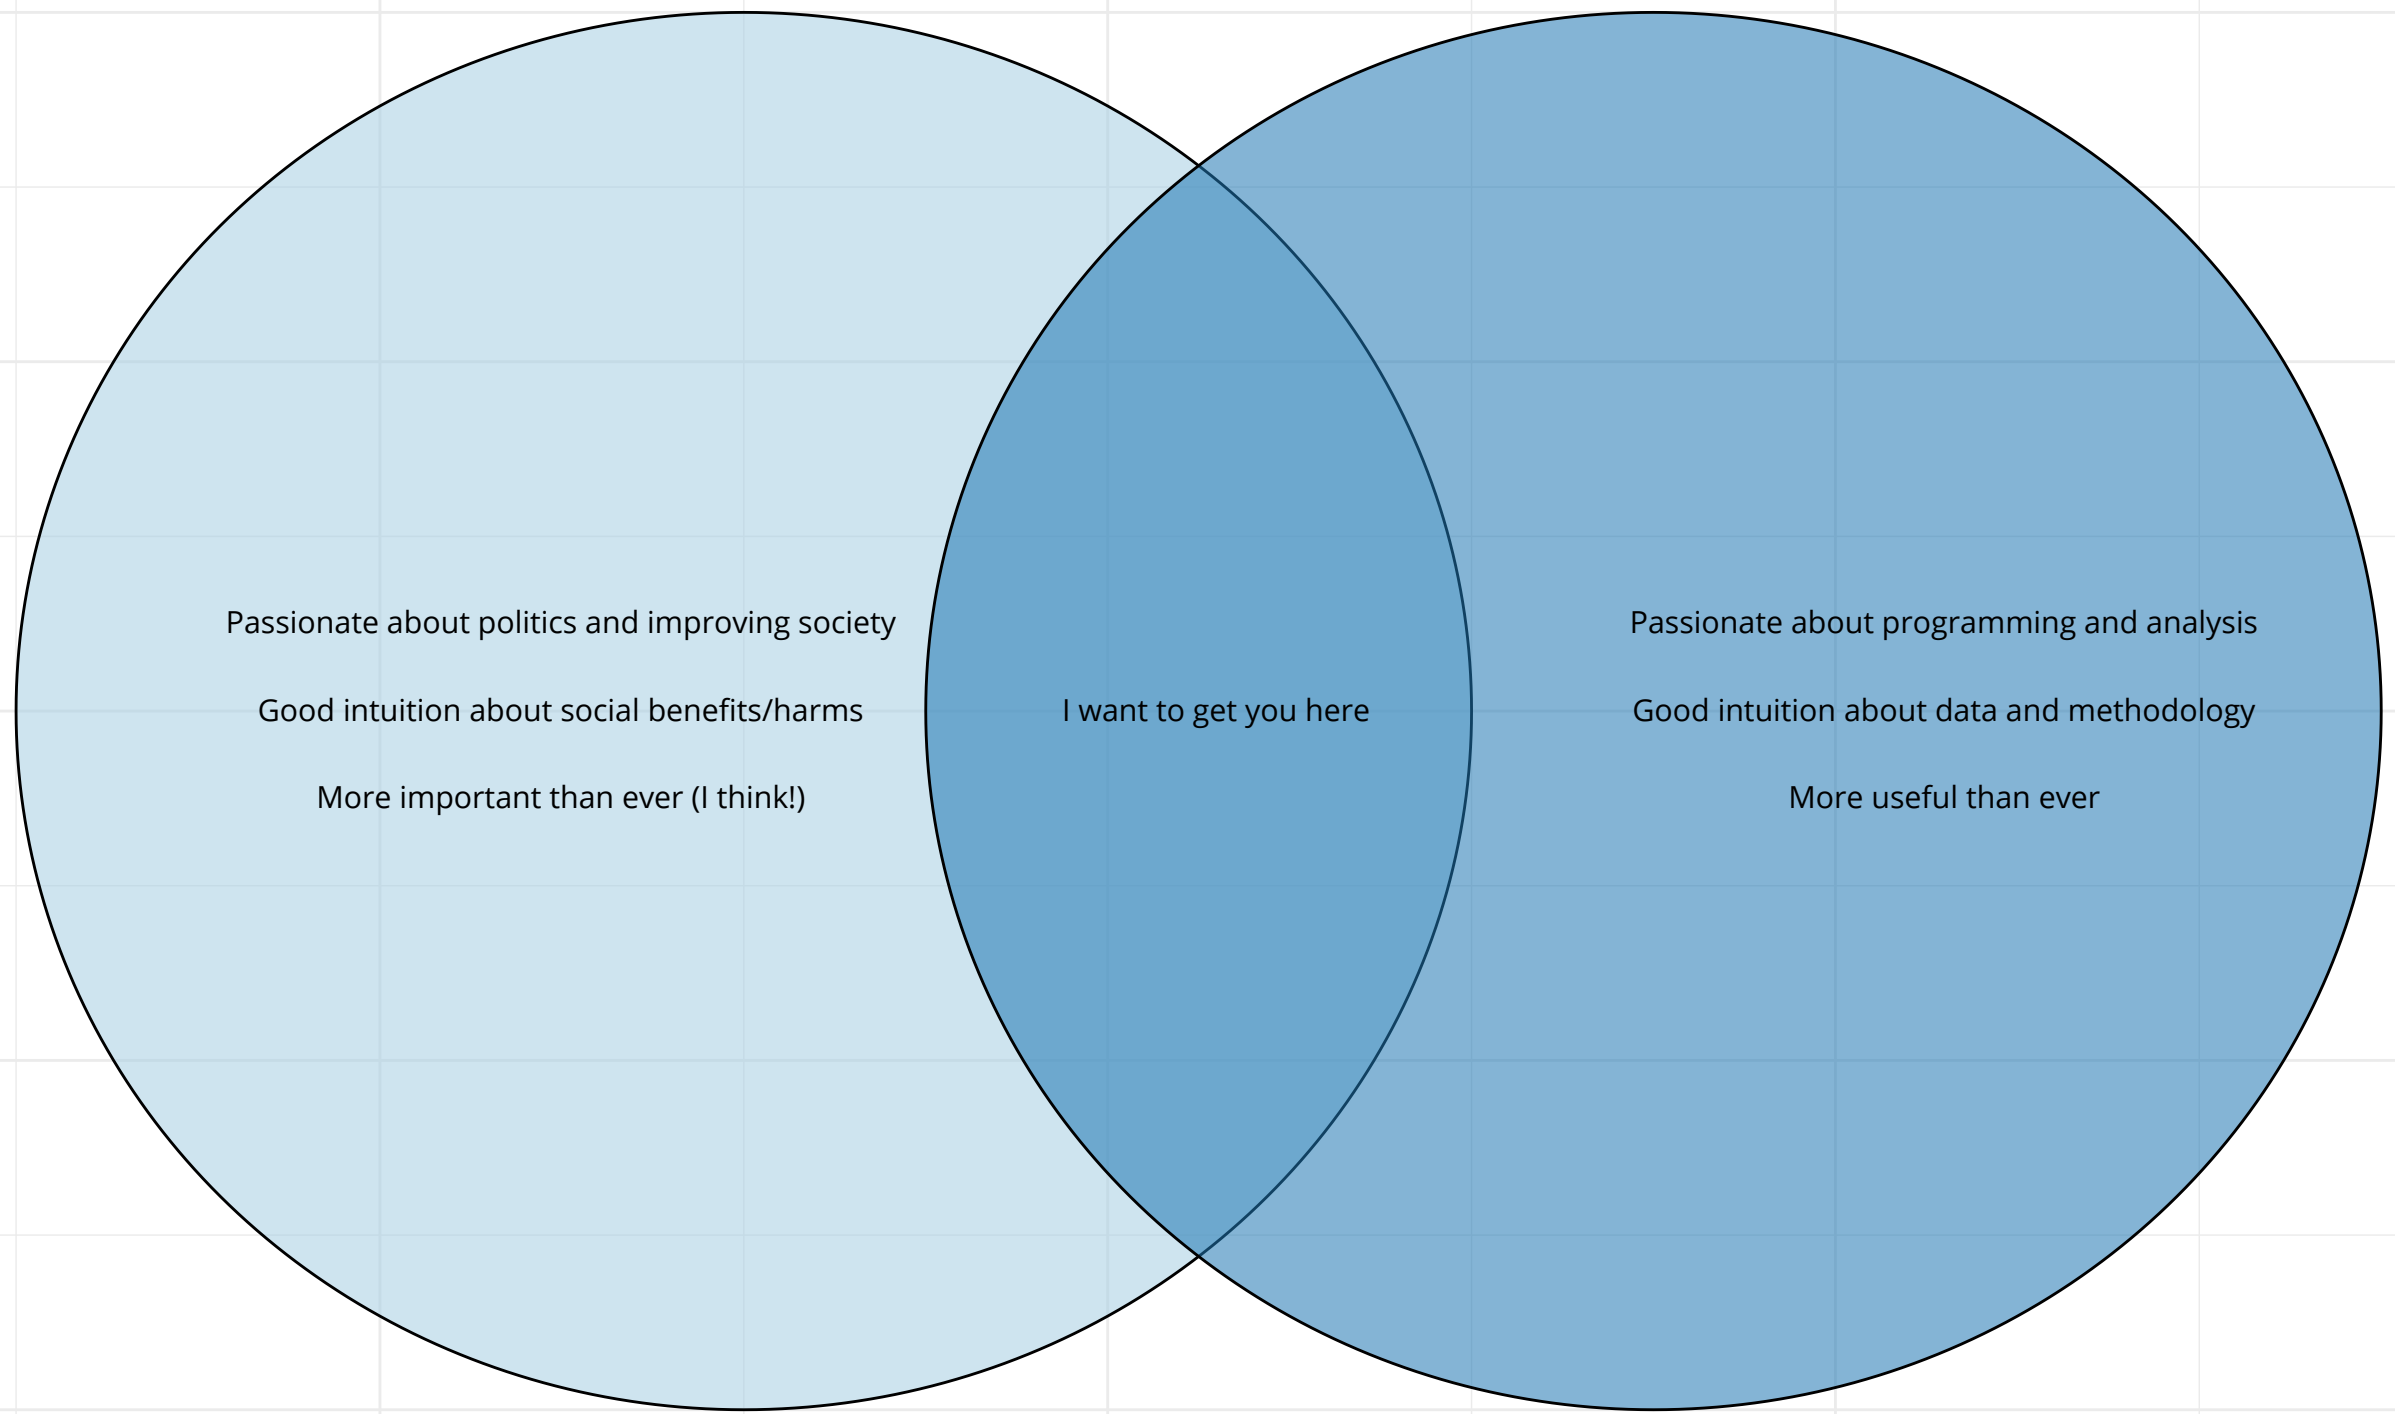 Passionate about politics and improving society
Good intuition about social benefits/harms
More important than ever (I think!)
I want to get you here
Passionate about programming and analysis
Good intuition about data and methodology
More useful than ever